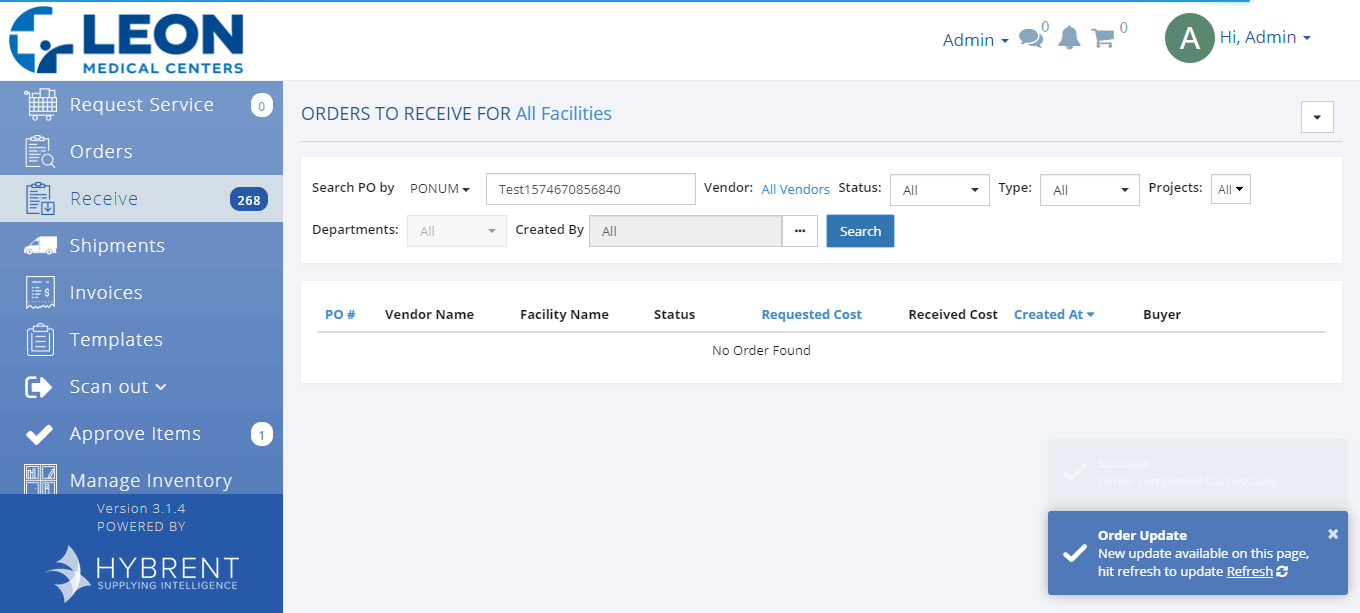 LEON
MEDICAL CENTERS
Admin
0
0
A
Hi, Admin
Request Service
0
Orders
Receive
268
Shipments
Invoices
Templates
Scan out
Approve Items
1
Manage Inventory
Version 3.1.4
POWERED BY
HYBRENT
SUPPLYING INTELLIGENCE
ORDERS TO RECEIVE FOR All Facilities
Search PO by PONUM Test1574670856840 Vendor: All Vendors Status: All Type: All Projects: All
Departments: All Created By All ... Search
PO # Vendor Name Facility Name Status Requested Cost Received Cost Created At Buyer
No Order Found
Success
Order completed successfully.
Order Update
New update available on this page,
hit refresh to update Refresh